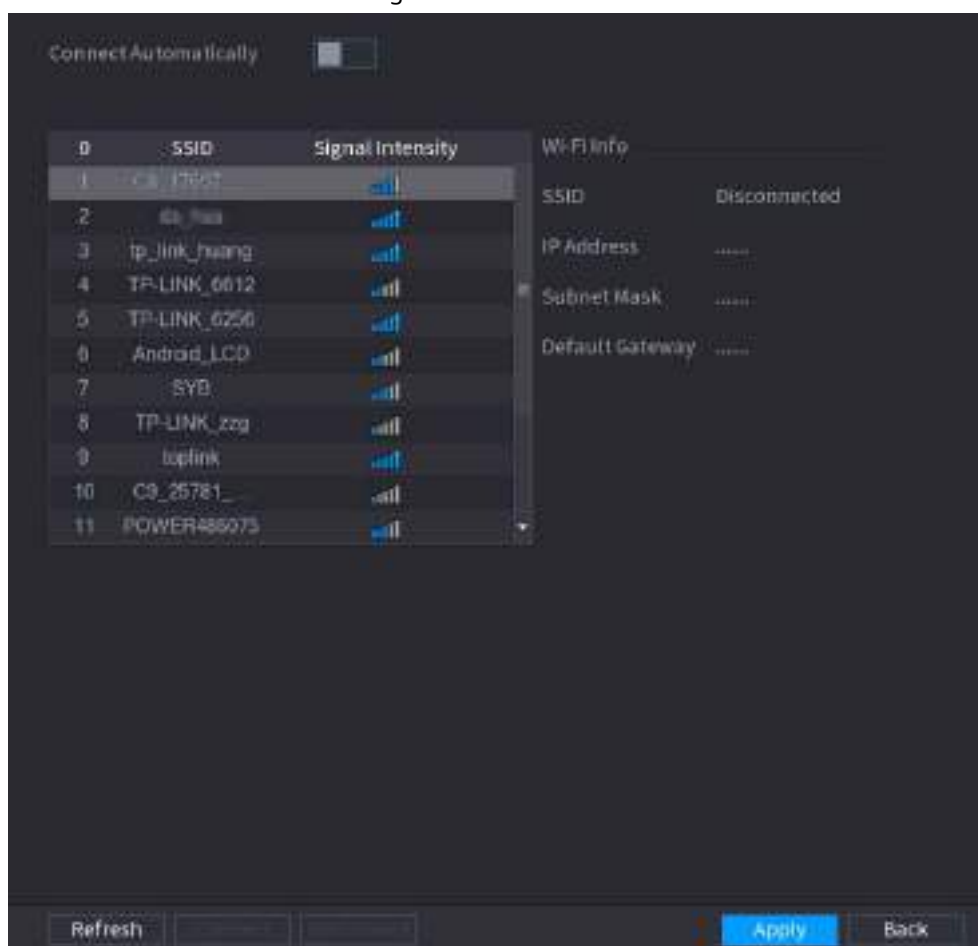 Connect Automatically
0 SSID Signal Intensity
1
2
3 tp_link_huang
4 TP-LINK_6612
5 TP-LINK_6256
6 Android_LCD
7 SYB
8 TP-LINK_zzg
9 toplink
10 C9_25781_...
11 POWER486075
Wi-Fi Info
SSID Disconnected
IP Address ......
Subnet Mask ......
Default Gateway ......
Refresh
Apply Back